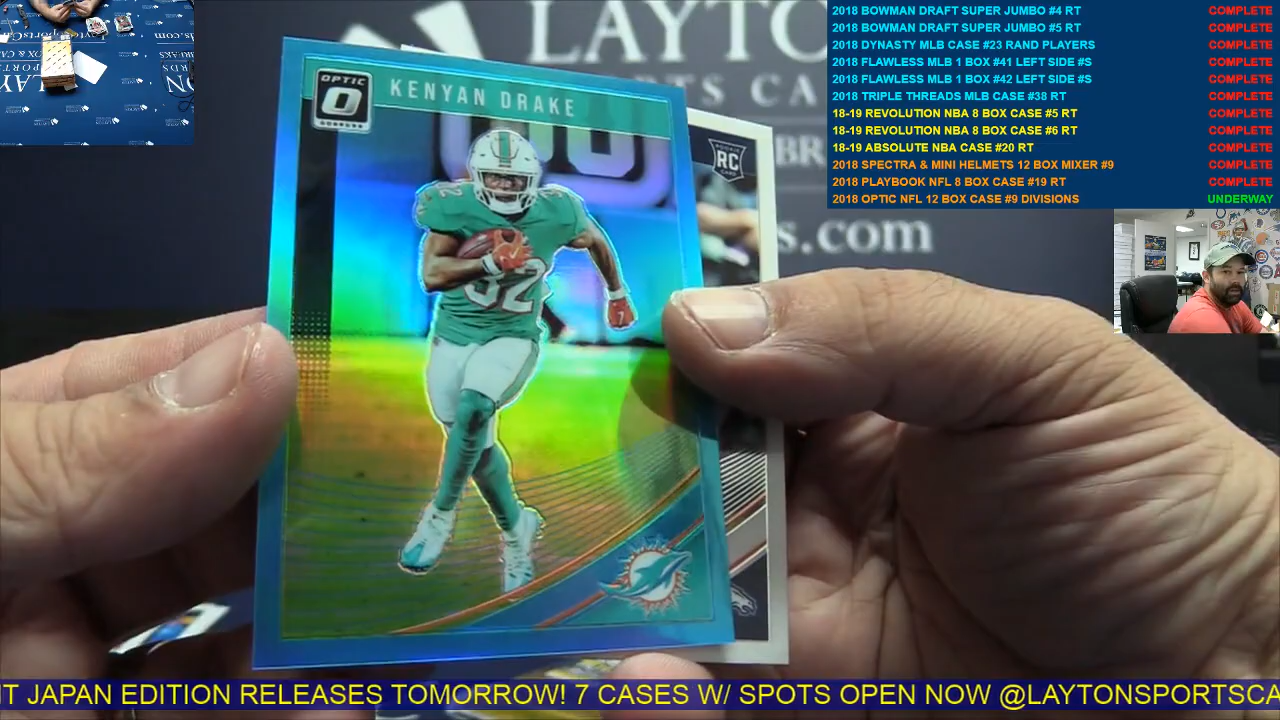 2018 BOWMAN DRAFT SUPER JUMBO #4 RT COMPLETE
2018 BOWMAN DRAFT SUPER JUMBO #5 RT COMPLETE
2018 DYNASTY MLB CASE #23 RAND PLAYERS COMPLETE
2018 FLAWLESS MLB 1 BOX #41 LEFT SIDE #S COMPLETE
2018 FLAWLESS MLB 1 BOX #42 LEFT SIDE #S COMPLETE
2018 TRIPLE THREADS MLB CASE #38 RT COMPLETE
18-19 REVOLUTION NBA 8 BOX CASE #5 RT COMPLETE
18-19 REVOLUTION NBA 8 BOX CASE #6 RT COMPLETE
18-19 ABSOLUTE NBA CASE #20 RT COMPLETE
2018 SPECTRA & MINI HELMETS 12 BOX MIXER #9 COMPLETE
2018 PLAYBOOK NFL 8 BOX CASE #19 RT COMPLETE
2018 OPTIC NFL 12 BOX CASE #9 DIVISIONS UNDERWAY
LAYTO
TS CA
BR
s.com
OPTIC
O
DONRUSS
KENYAN DRAKE
32
ROOKIE
RC
CARD
T JAPAN EDITION RELEASES TOMORROW! 7 CASES W/ SPOTS OPEN NOW @LAYTONSPORTSCA